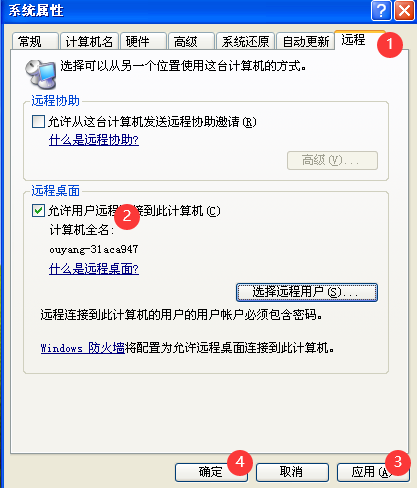 系统属性
常规 计算机名 硬件 高级 系统还原 自动更新 远程
1
选择可以从另一个位置使用这台计算机的方式。
远程协助
允许从这台计算机发送远程协助邀请(R)
什么是远程协助?
高级(V)...
远程桌面
允许用户远程连接到此计算机(C)
2
计算机全名:
ouyang-31aca947
什么是远程桌面?
选择远程用户(S)...
远程连接到此计算机的用户的用户帐户必须包含密码。
Windows 防火墙将配置为允许远程桌面连接到此计算机。
4 3
确定 取消 应用(A)